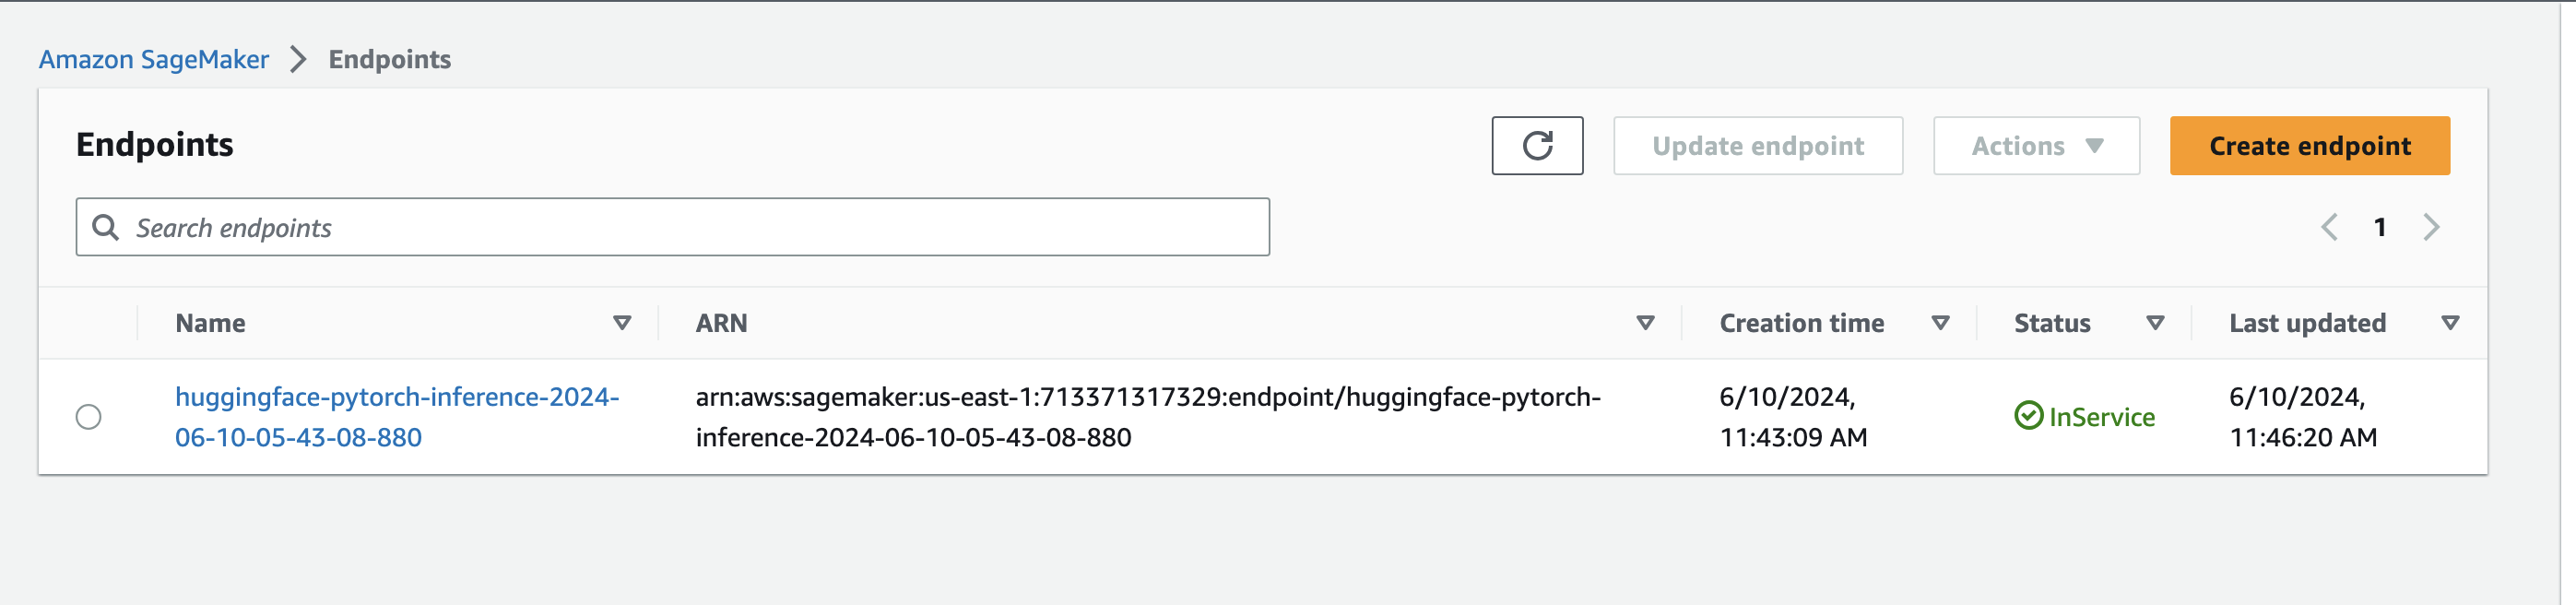 Amazon SageMaker > Endpoints
Endpoints
Update endpoint
Actions
Create endpoint
Search endpoints
1
Name
ARN
Creation time
Status
Last updated
huggingface-pytorch-inference-2024-
06-10-05-43-08-880
arn:aws:sagemaker:us-east-1:713371317329:endpoint/huggingface-pytorch-
inference-2024-06-10-05-43-08-880
6/10/2024,
11:43:09 AM
InService
6/10/2024,
11:46:20 AM